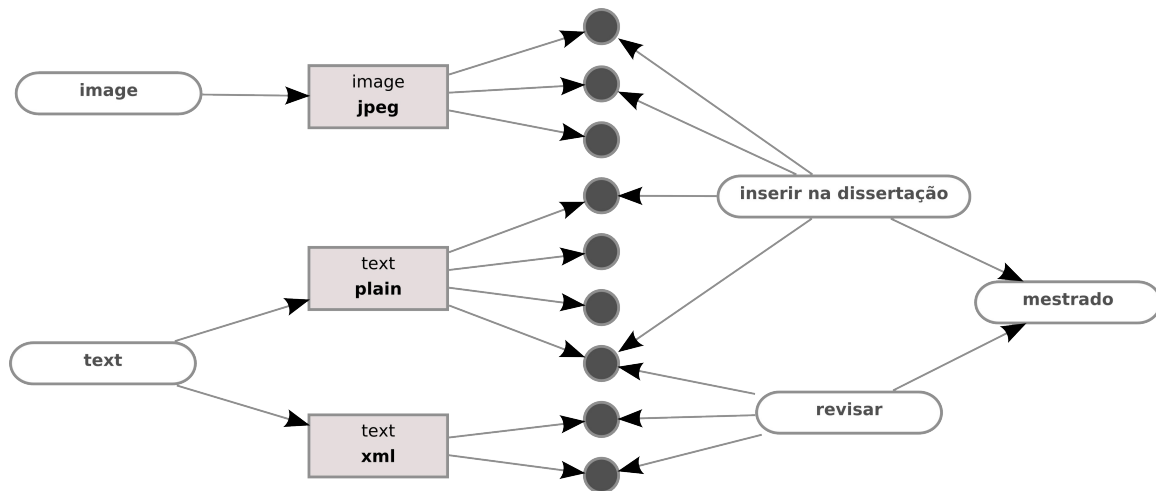 image
image
jpeg
inserir na dissertação
text
plain
mestrado
text
revisar
text
xml